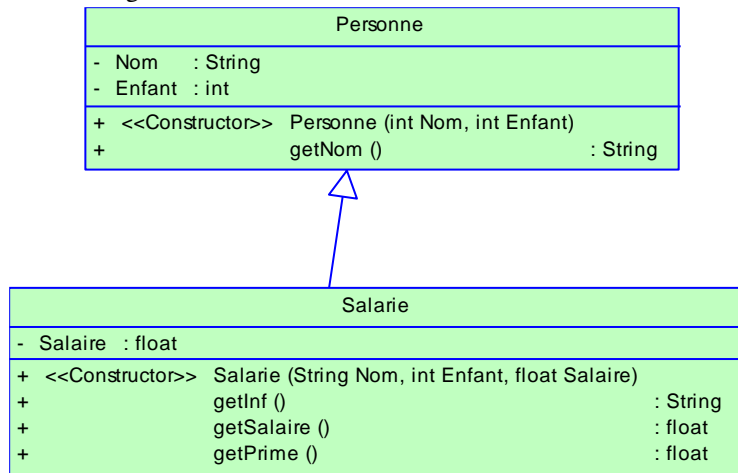 Personne
- Nom : String
- Enfant : int
+ <<Constructor>> Personne (int Nom, int Enfant)
+ getNom () : String
Salarie
- Salaire : float
+ <<Constructor>> Salarie (String Nom, int Enfant, float Salaire)
+ getInf () : String
+ getSalaire () : float
+ getPrime () : float